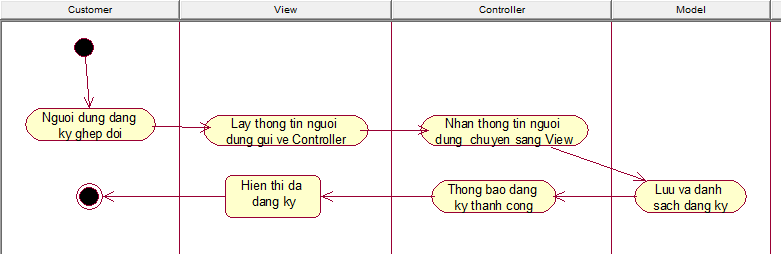 Customer View Controller Model
Nguoi dung dang
ky ghep doi
Lay thong tin nguoi
dung gui ve Controller
Nhan thong tin nguoi
dung chuyen sang View
Luu va danh
sach dang ky
Thong bao dang
ky thanh cong
Hien thi da
dang ky